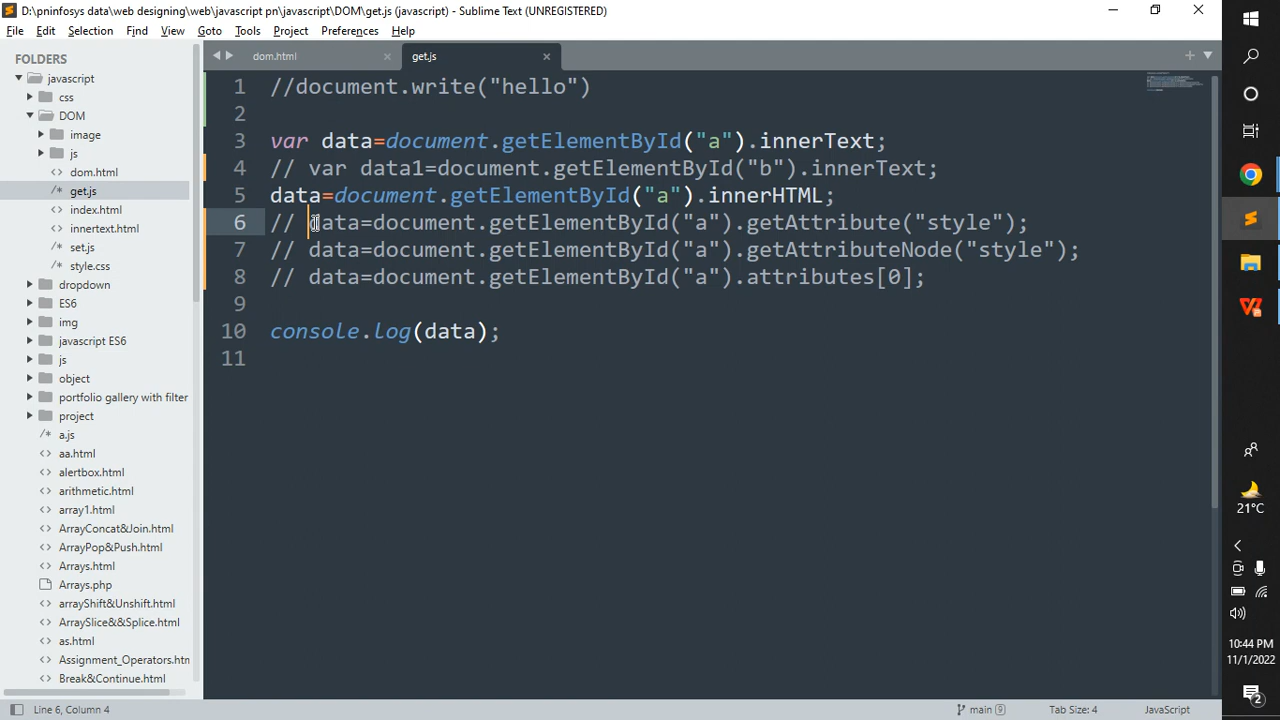 D:\pninfosys data\web designing\web\javascript pn\javascript\DOM\get.js (javascript) - Sublime Text (UNREGISTERED)
File Edit Selection Find View Goto Tools Project Preferences Help
FOLDERS
javascript
css
DOM
image
js
dom.html
get.js
index.html
innertext.html
set.js
style.css
dropdown
ES6
img
javascript ES6
js
object
portfolio gallery with filter
project
a.js
aa.html
alertbox.html
arithmetic.html
array1.html
ArrayConcat&Join.html
ArrayPop&Push.html
Arrays.html
Arrays.php
arrayShift&Unshift.html
ArraySlice&&Splice.html
as.html
Assignment_Operators.htm
Break&Continue.html
dom.html
get.js
1 //document.write("hello")
2
3 var data=document.getElementById("a").innerText;
4 // var data1=document.getElementById("b").innerText;
5 data=document.getElementById("a").innerHTML;
6 // data=document.getElementById("a").getAttribute("style");
7 // data=document.getElementById("a").getAttributeNode("style");
8 // data=document.getElementById("a").attributes[0];
9
10 console.log(data);
11
Line 6, Column 4
main 9
Tab Size: 4
JavaScript
21°C
10:44 PM
11/1/2022
2